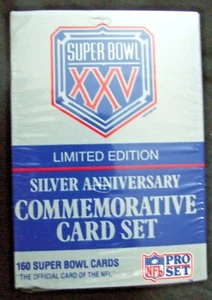 SUPER BOWL
XXV
LIMITED EDITION
SILVER ANNIVERSARY
COMMEMORATIVE
CARD SET
160 SUPER BOWL CARDS
THE OFFICIAL CARD OF THE NFL
NFL PRO
SET